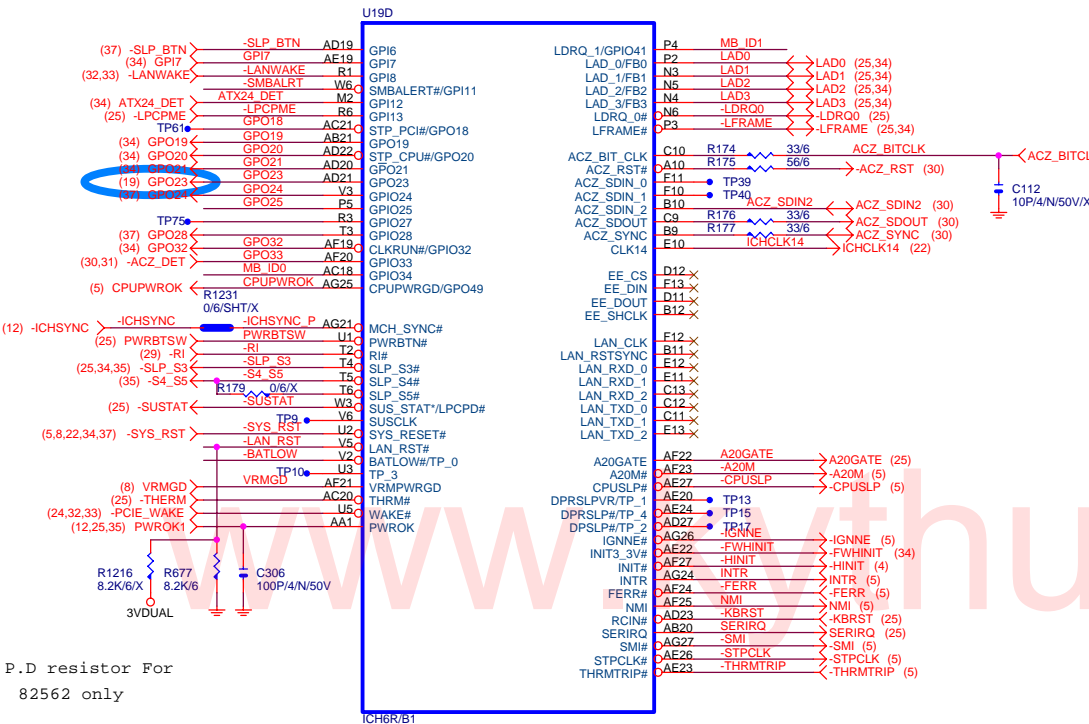 U19D
(37) -SLP_BTN -SLP_BTN AD19 GPI6
(34) GPI7 GPI7 AE19 GPI7
(32,33) -LANWAKE -LANWAKE R1 GPI8
-SMBALRT W6 SMBALERT#/GPI11
(34) ATX24_DET ATX24_DET M2 GPI12
(25) -LPCPME -LPCPME R6 GPI13
TP61 GPO18 AC21 STP_PCI#/GPO18
(34) GPO19 GPO19 AB21 GPO19
(34) GPO20 GPO20 AD22 STP_CPU#/GPO20
(34) GPO21 GPO21 AD20 GPO21
(19) GPO23 GPO23 AD21 GPO23
(37) GPO24 GPO24 V3 GPIO24
GPO25 P5 GPIO25
TP75 R3 GPIO27
(37) GPO28 T3 GPIO28
(34) GPO32 GPO32 AF19 CLKRUN#/GPIO32
(30,31) -ACZ_DET GPO33 AF20 GPIO33
MB_ID0 AC18 GPIO34
(5) CPUPWROK CPUPWROK AG25 CPUPWRGD/GPO49
R1231
0/6/SHT/X
(12) -ICHSYNC -ICHSYNC -ICHSYNC_P AG21 MCH_SYNC#
(25) PWRBTSW PWRBTSW U1 PWRBTN#
(29) -RI -RI T2 RI#
(25,34,35) -SLP_S3 -SLP_S3 T4 SLP_S3#
(35) -S4_S5 -S4_S5 T5 SLP_S4#
R179 0/6/X T6 SLP_S5#
(25) -SUSTAT -SUSTAT W3 SUS_STAT*/LPCPD#
TP9 V6 SUSCLK
(5,8,22,34,37) -SYS_RST -SYS_RST U2 SYS_RESET#
-LAN_RST V5 LAN_RST#
-BATLOW V2 BATLOW#/TP_0
TP10 U3 TP_3
(8) VRMGD VRMGD AF21 VRMPWRGD
(25) -THERM AC20 THRM#
(24,32,33) -PCIE_WAKE U5 WAKE#
(12,25,35) PWROK1 AA1 PWROK
R1216
8.2K/6/X
R677
8.2K/6
C306
100P/4/N/50V
3VDUAL
P.D resistor For
82562 only
LDRQ_1/GPIO41 P4 MB_ID1
LAD_0/FB0 P2 LAD0 LAD0 (25,34)
LAD_1/FB1 N3 LAD1 LAD1 (25,34)
LAD_2/FB2 N5 LAD2 LAD2 (25,34)
LAD_3/FB3 N4 LAD3 LAD3 (25,34)
LDRQ_0# N6 -LDRQ0 -LDRQ0 (25)
LFRAME# P3 -LFRAME -LFRAME (25,34)
ACZ_BIT_CLK C10 R174 33/6 ACZ_BITCLK ACZ_BITCL
ACZ_RST# A10 R175 56/6 -ACZ_RST (30)
ACZ_SDIN_0 F11 TP39
ACZ_SDIN_1 F10 TP40
ACZ_SDIN_2 B10 ACZ_SDIN2 ACZ_SDIN2 (30)
ACZ_SDOUT C9 R176 33/6 ACZ_SDOUT (30)
ACZ_SYNC B9 R177 33/6 ACZ_SYNC (30)
CLK14 E10 ICHCLK14 ICHCLK14 (22)
C112
10P/4/N/50V/X
EE_CS D12
EE_DIN F13
EE_DOUT D11
EE_SHCLK B12
LAN_CLK F12
LAN_RSTSYNC B11
LAN_RXD_0 E12
LAN_RXD_1 E11
LAN_RXD_2 C13
LAN_TXD_0 C12
LAN_TXD_1 C11
LAN_TXD_2 E13
A20GATE AF22 A20GATE A20GATE (25)
A20M# AF23 -A20M -A20M (5)
CPUSLP# AE27 -CPUSLP -CPUSLP (5)
DPRSLPVR/TP_1 AE20 TP13
DPRSLP#/TP_4 AE24 TP15
DPSLP#/TP_2 AD27 TP17
IGNNE# AG26 -IGNNE -IGNNE (5)
INIT3_3V# AE22 -FWHINIT -FWHINIT (34)
INIT# AF27 -HINIT -HINIT (4)
INTR AG24 INTR INTR (5)
FERR# AF24 -FERR -FERR (5)
NMI AF25 NMI NMI (5)
RCIN# AD23 -KBRST -KBRST (25)
SERIRQ AB20 SERIRQ SERIRQ (25)
SMI# AG27 -SMI -SMI (5)
STPCLK# AE26 -STPCLK -STPCLK (5)
THRMTRIP# AE23 -THRMTRIP -THRMTRIP (5)
ICH6R/B1
www.kythu